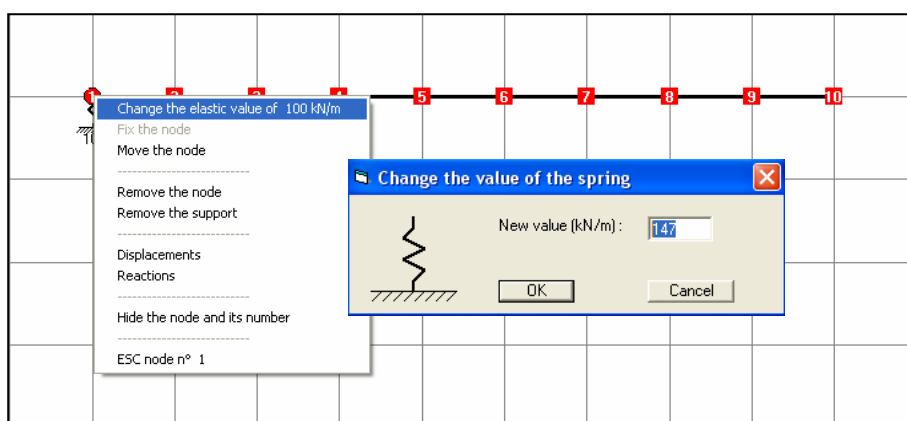 1 2 3 4 5 6 7 8 9 10
Change the elastic value of 100 kN/m
Fix the node
Move the node
Remove the node
Remove the support
Displacements
Reactions
Hide the node and its number
ESC node n° 1
Change the value of the spring
New value (kN/m) :
147
OK
Cancel